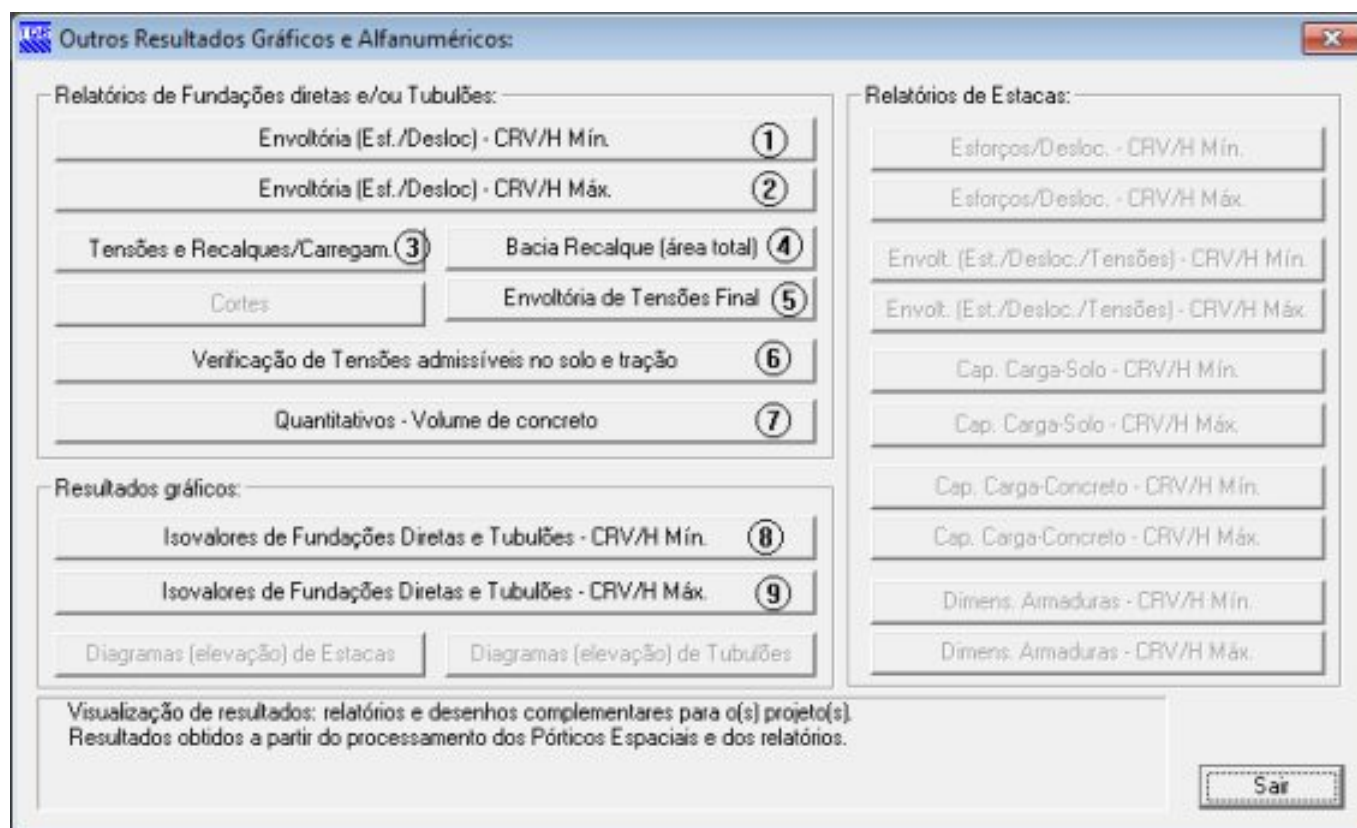 Outros Resultados Gráficos e Alfanuméricos:
Relatórios de Fundações diretas e/ou Tubulões:
Envoltória (Esf./Desloc) - CRV/H Mín. 1
Envoltória (Esf./Desloc) - CRV/H Máx. 2
Tensões e Recalques/Carregam. 3
Bacia Recalque (área total) 4
Cortes
Envoltória de Tensões Final 5
Verificação de Tensões admissíveis no solo e tração 6
Quantitativos - Volume de concreto 7
Resultados gráficos:
Isovalores de Fundações Diretas e Tubulões - CRV/H Mín. 8
Isovalores de Fundações Diretas e Tubulões - CRV/H Máx. 9
Diagramas (elevação) de Estacas
Diagramas (elevação) de Tubulões
Relatórios de Estacas:
Esforços/Desloc. - CRV/H Mín.
Esforços/Desloc. - CRV/H Máx.
Envolt. (Est./Desloc./Tensões) - CRV/H Mín.
Envolt. (Est./Desloc./Tensões) - CRV/H Máx.
Cap. Carga-Solo - CRV/H Mín.
Cap. Carga-Solo - CRV/H Máx.
Cap. Carga-Concreto - CRV/H Mín.
Cap. Carga-Concreto - CRV/H Máx.
Dimens. Armaduras - CRV/H Mín.
Dimens. Armaduras - CRV/H Máx.
Visualização de resultados: relatórios e desenhos complementares para o(s) projeto(s).
Resultados obtidos a partir do processamento dos Pórticos Espaciais e dos relatórios.
Sair